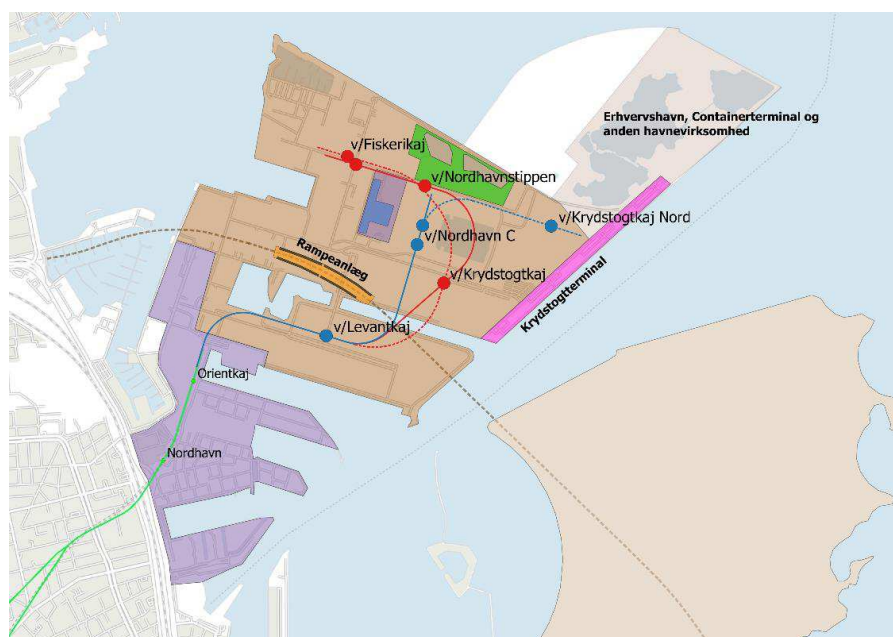 Erhvervshavn, Containerterminal og
anden havnevirksomhed
v/Fiskerikaj
v/Nordhavnstippen
v/Krydstogtkaj Nord
v/Nordhavn C
Rampeanlæg
v/Krydstogtkaj
Krydstogtterminal
v/Levantkaj
Orientkaj
Nordhavn